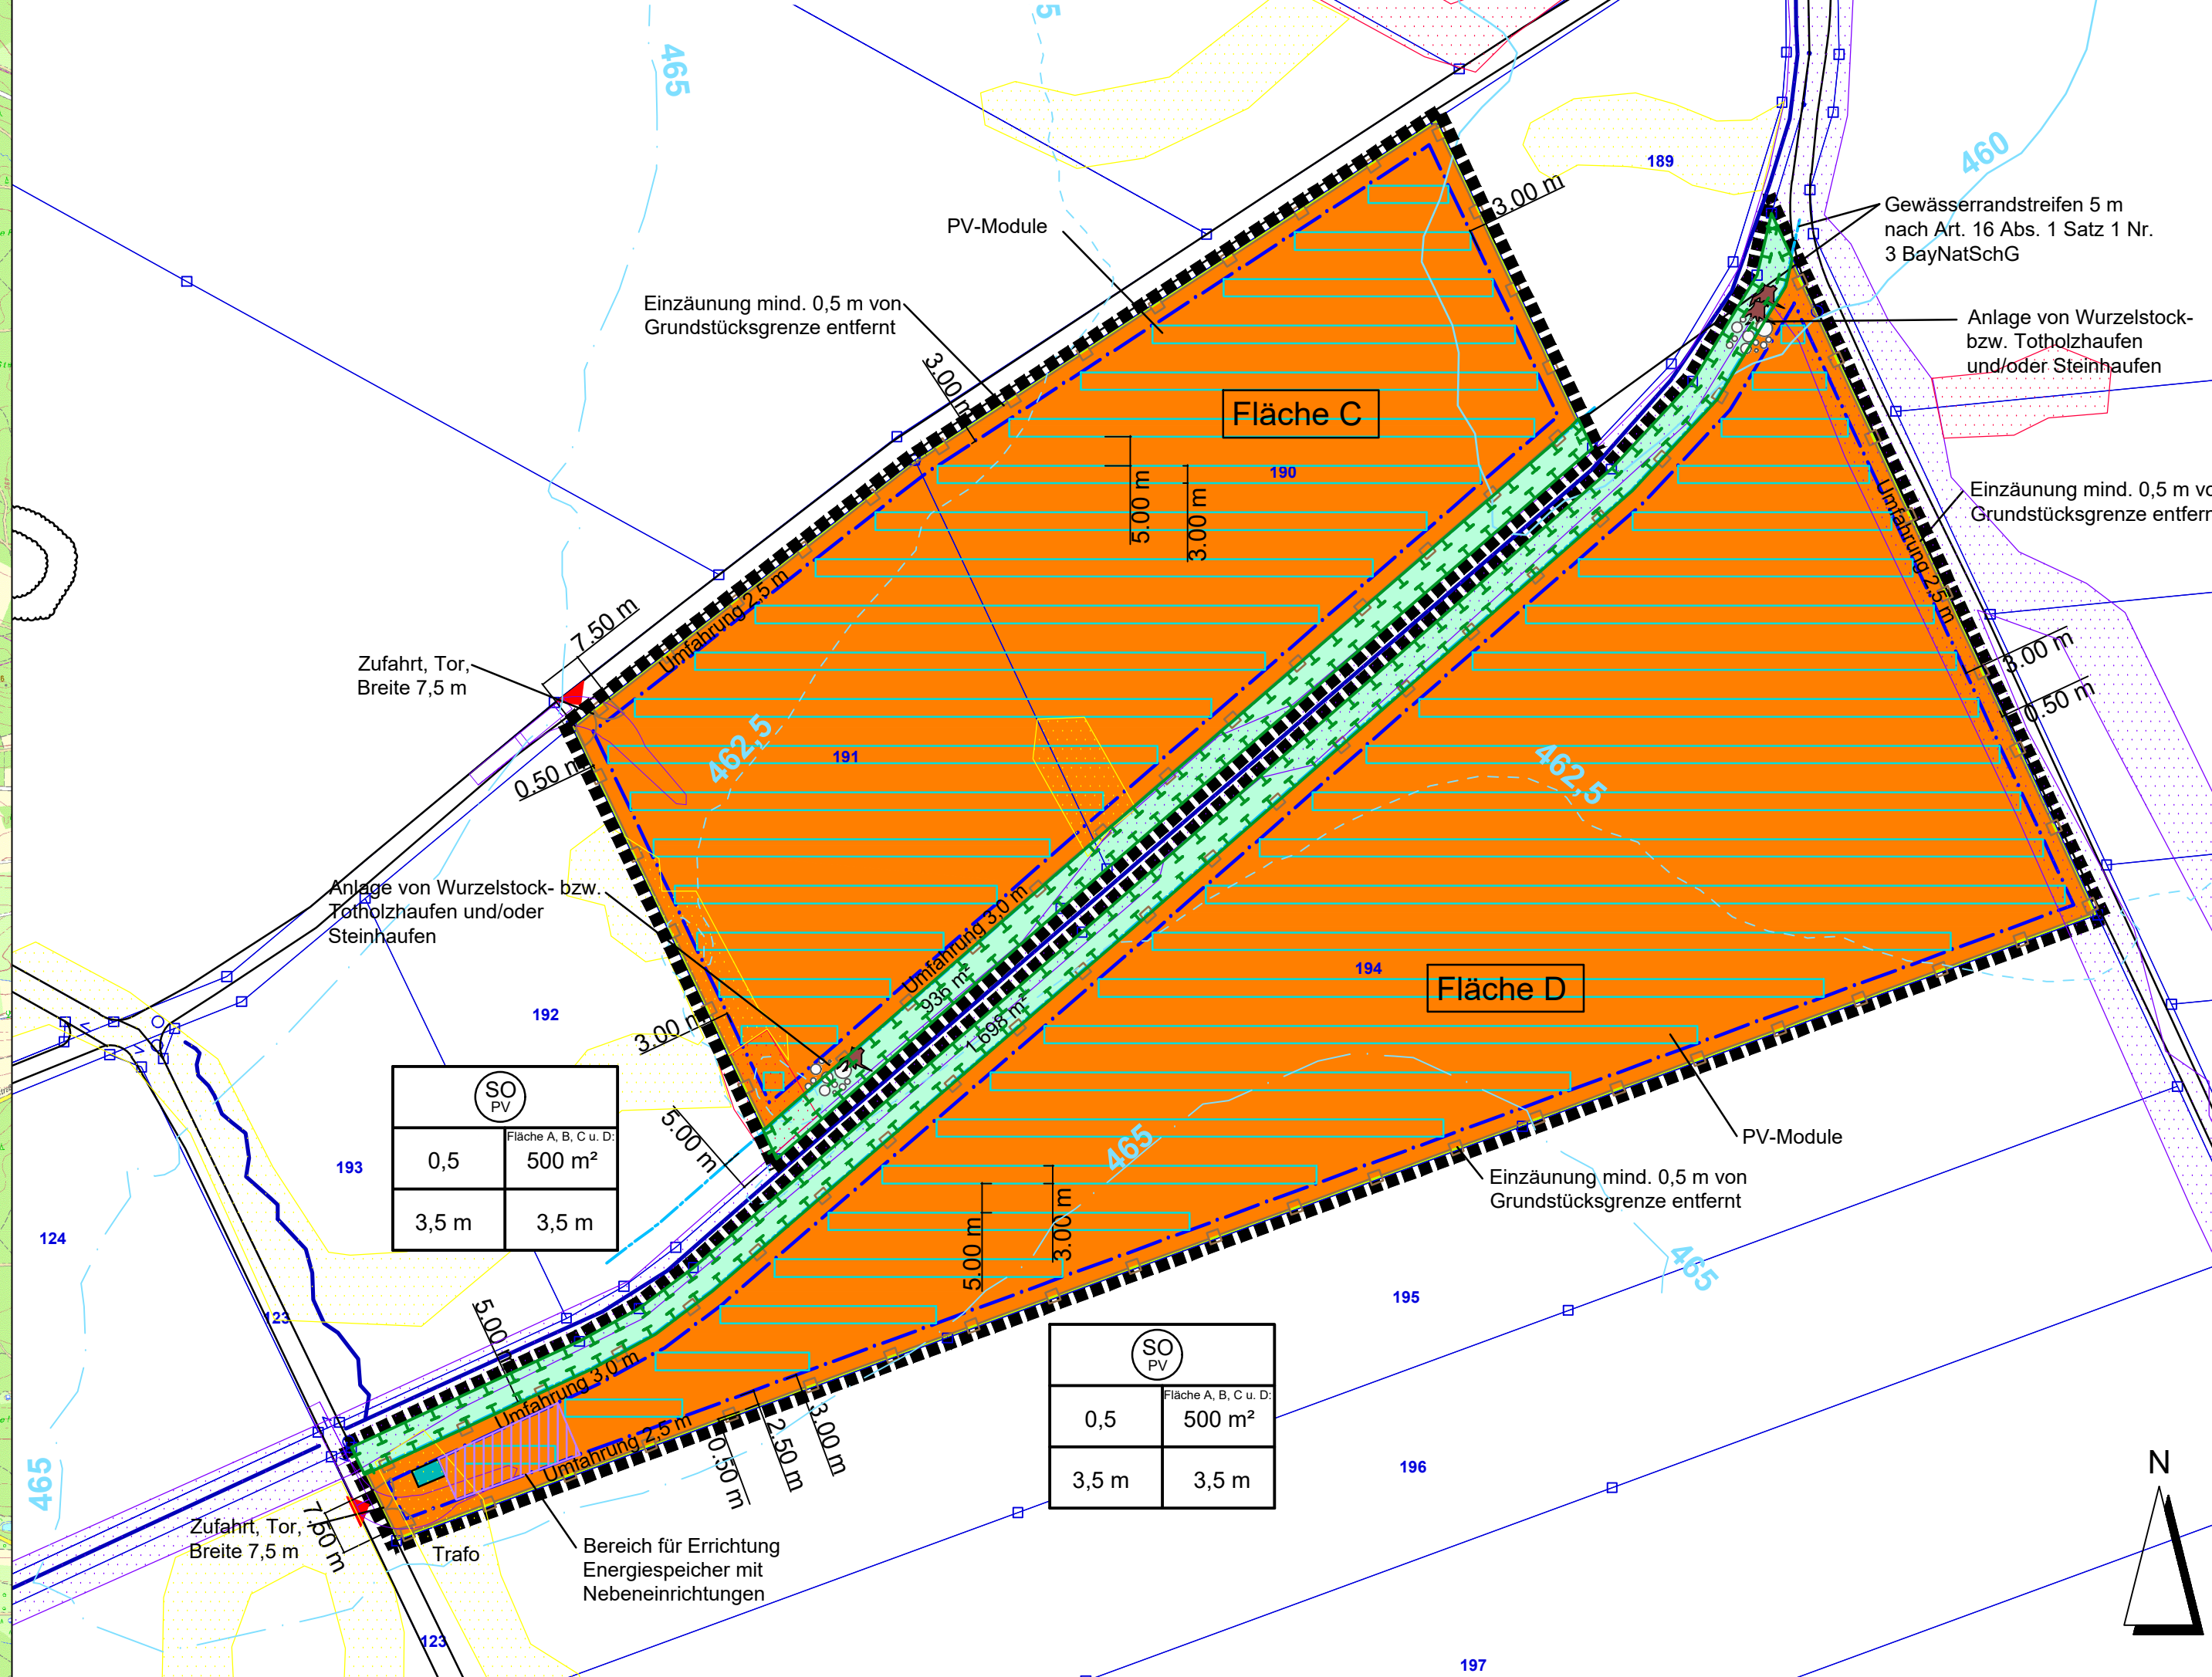 5
465
460
189
3.00 m
Gewässerrandstreifen 5 m
nach Art. 16 Abs. 1 Satz 1 Nr.
3 BayNatSchG
PV-Module
Einzäunung mind. 0,5 m von
Grundstücksgrenze entfernt
Anlage von Wurzelstock-
bzw. Totholzhaufen
und/oder Steinhaufen
3.00 m
Fläche C
190
5.00 m
3.00 m
Einzäunung mind. 0,5 m vo
Grundstücksgrenze entfern
Umfahrung 2,5 m
7.50 m
Umfahrung 2,5 m
Zufahrt, Tor,
Breite 7,5 m
3.00 m
0.50 m
462,5
191
462,5
0.50 m
Anlage von Wurzelstock- bzw.
Totholzhaufen und/oder
Steinhaufen
Umfahrung 3,0 m
936 m²
1.698 m²
194
Fläche D
192
3.00 m
SO
PV
Fläche A, B, C u. D:
0,5
500 m²
3,5 m
3,5 m
5.00 m
465
PV-Module
193
Einzäunung mind. 0,5 m von
Grundstücksgrenze entfernt
124
5.00 m
3.00 m
465
195
123
5.00 m
Umfahrung 3,0 m
SO
PV
Fläche A, B, C u. D:
0,5
500 m²
3,5 m
3,5 m
Umfahrung 2,5 m
0.50 m
2.50 m
3.00 m
465
196
N
7.50 m
Zufahrt, Tor,
Breite 7,5 m
Trafo
Bereich für Errichtung
Energiespeicher mit
Nebeneinrichtungen
123
197